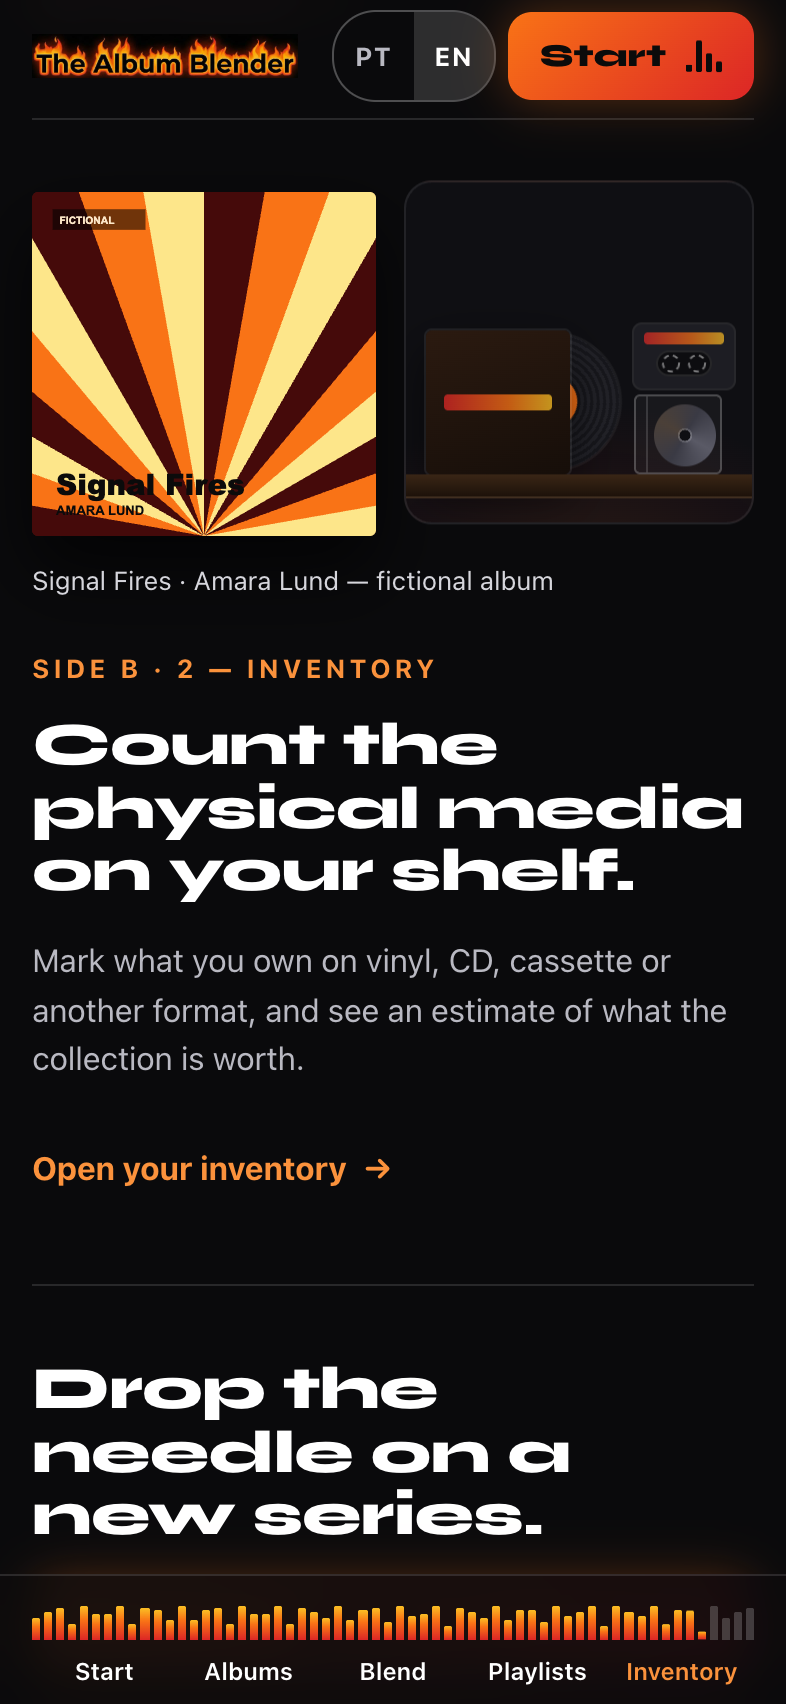 The Album Blender
PT
EN
Start
FICTIONAL
Signal Fires
AMARA LUND
Signal Fires · Amara Lund — fictional album
SIDE B · 2 — INVENTORY
Count the
physical media
on your shelf.
Mark what you own on vinyl, CD, cassette or
another format, and see an estimate of what the
collection is worth.
Open your inventory →
Drop the
needle on a
new series.
Start
Albums
Blend
Playlists
Inventory